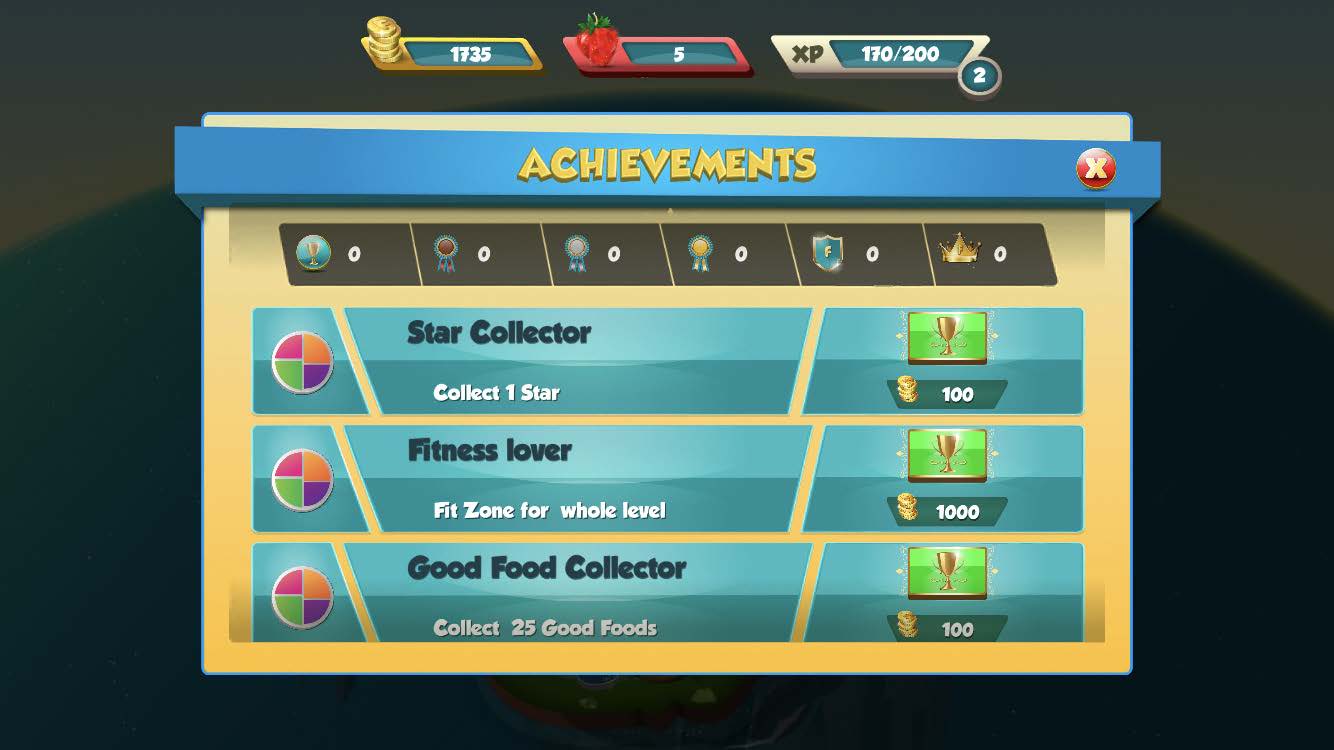 1735
5
XP 170/200
2
ACHIEVEMENTS
X
0 0 0 F 0 F 0
Star Collector
Collect 1 Star
100
Fitness lover
Fit Zone for whole level
1000
Good Food Collector
Collect 25 Good Foods
100